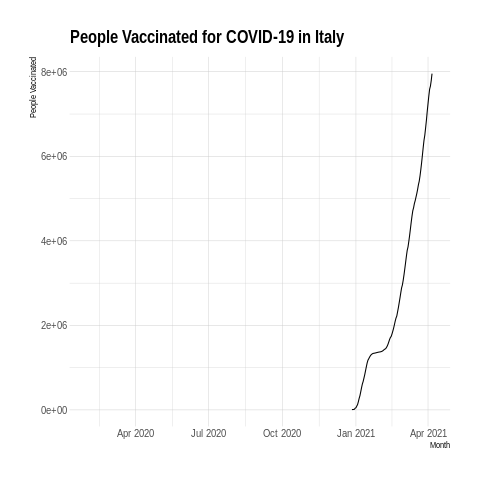 People Vaccinated for COVID-19 in Italy
People Vaccinated
8e+06
6e+06
4e+06
2e+06
0e+00
Apr 2020 Jul 2020 Oct 2020 Jan 2021 Apr 2021
Month